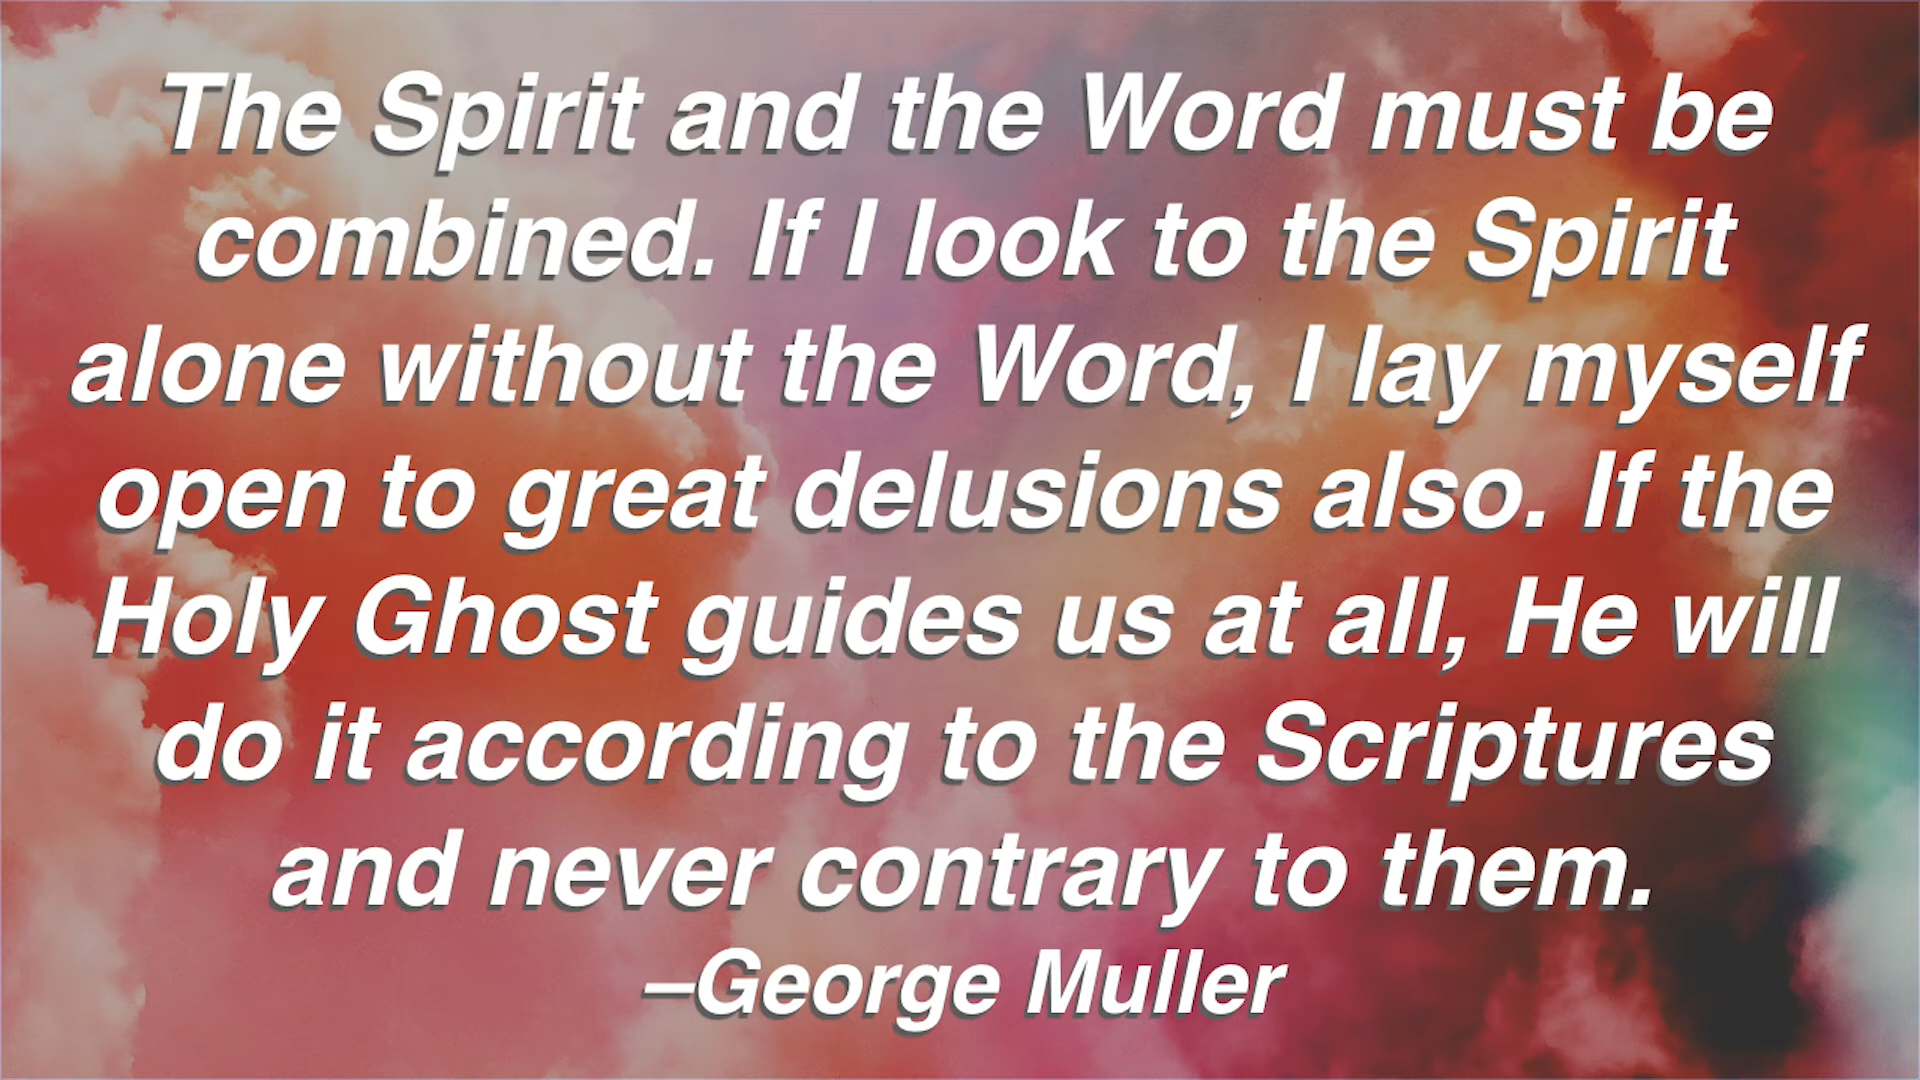 The Spirit and the Word must be
combined. If I look to the Spirit
alone without the Word, I lay myself
open to great delusions also. If the
Holy Ghost guides us at all, He will
do it according to the Scriptures
and never contrary to them.
–George Muller